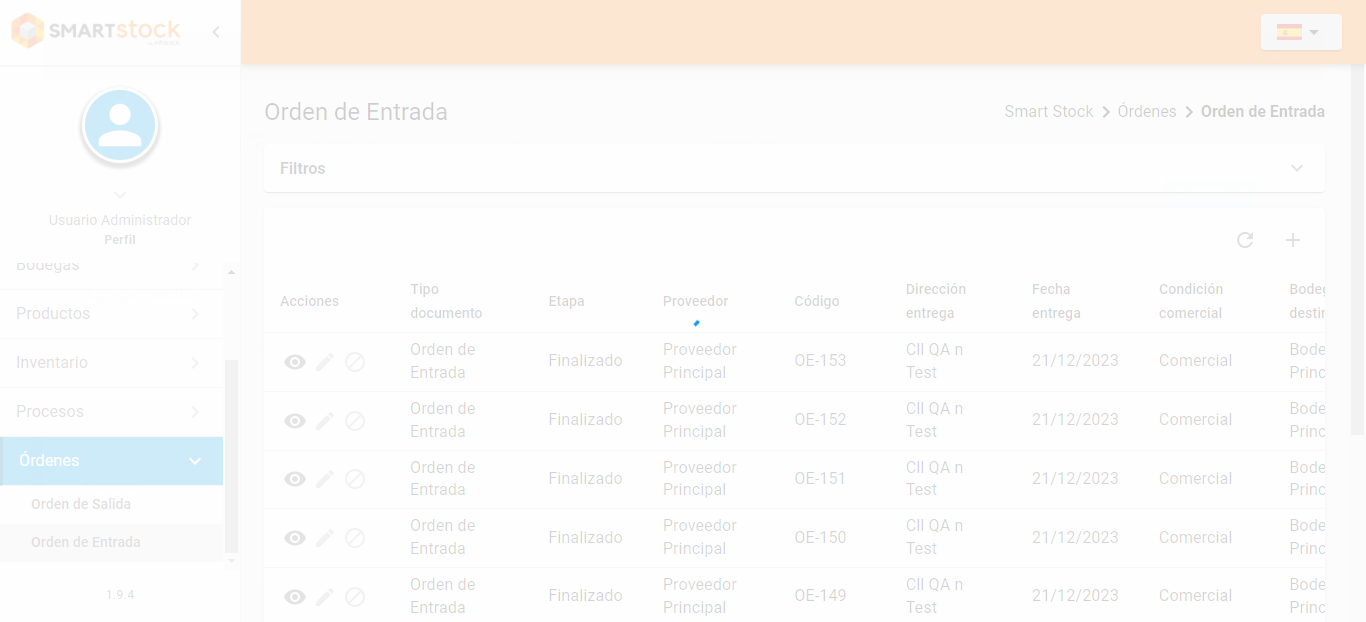 SMARTstock
Orden de Entrada
Smart Stock > Órdenes > Orden de Entrada
Filtros
Usuario Administrador
Perfil
Bodegas
Productos
Inventario
Procesos
Órdenes
Orden de Salida
Orden de Entrada
1.9.4
Acciones
Tipo
documento
Etapa
Proveedor
Código
Dirección
entrega
Fecha
entrega
Condición
comercial
Bode
destin
Orden de
Entrada
Finalizado
Proveedor
Principal
OE-153
Cll QA n
Test
21/12/2023
Comercial
Bode
Princ
Orden de
Entrada
Finalizado
Proveedor
Principal
OE-152
Cll QA n
Test
21/12/2023
Comercial
Bode
Princ
Orden de
Entrada
Finalizado
Proveedor
Principal
OE-151
Cll QA n
Test
21/12/2023
Comercial
Bode
Princ
Orden de
Entrada
Finalizado
Proveedor
Principal
OE-150
Cll QA n
Test
21/12/2023
Comercial
Bode
Princ
Orden de
Entrada
Finalizado
Proveedor
Principal
OE-149
Cll QA n
Test
21/12/2023
Comercial
Bode
Princ